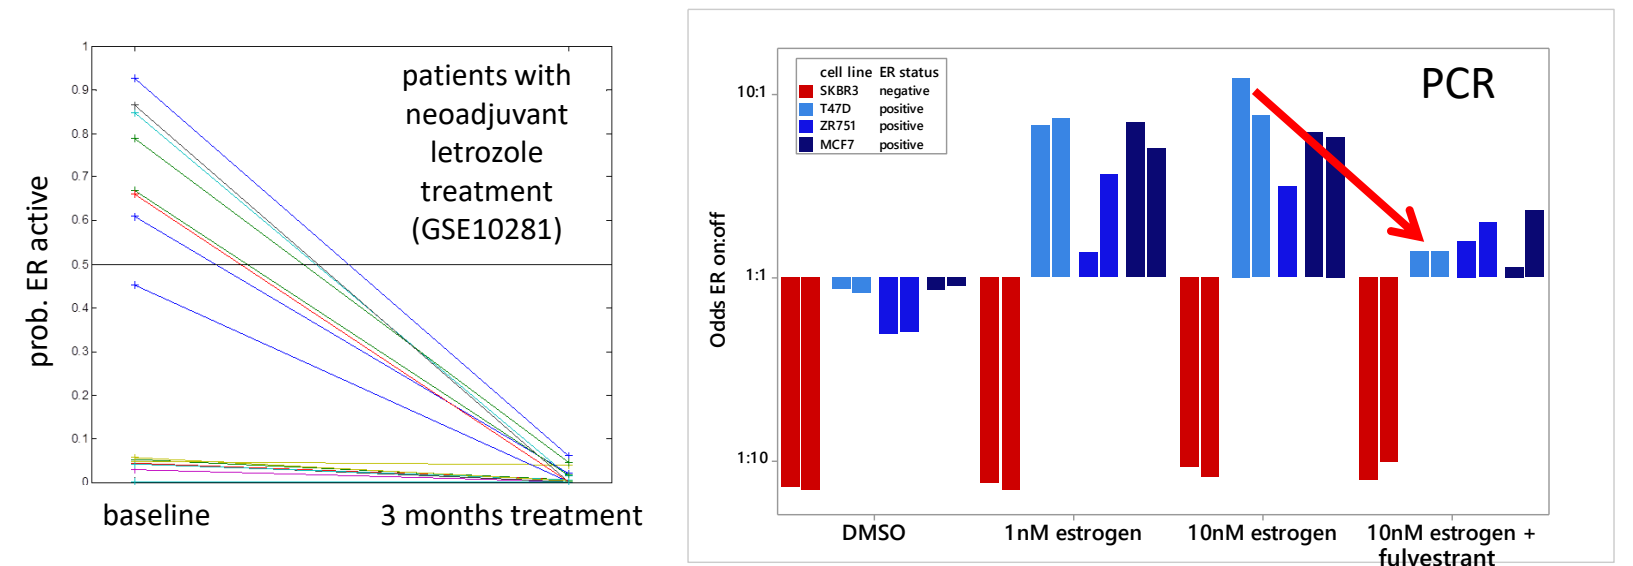 prob. ER active
1
0.9
0.8
0.7
0.6
0.5
0.4
0.3
0.2
0.1
0
patients with
neoadjuvant
letrozole
treatment
(GSE10281)
baseline
3 months treatment
Odds ER on:off
10:1
1:1
1:10
cell line ER status
SKBR3 negative
T47D positive
ZR751 positive
MCF7 positive
PCR
DMSO
1nM estrogen
10nM estrogen
10nM estrogen +
fulvestrant